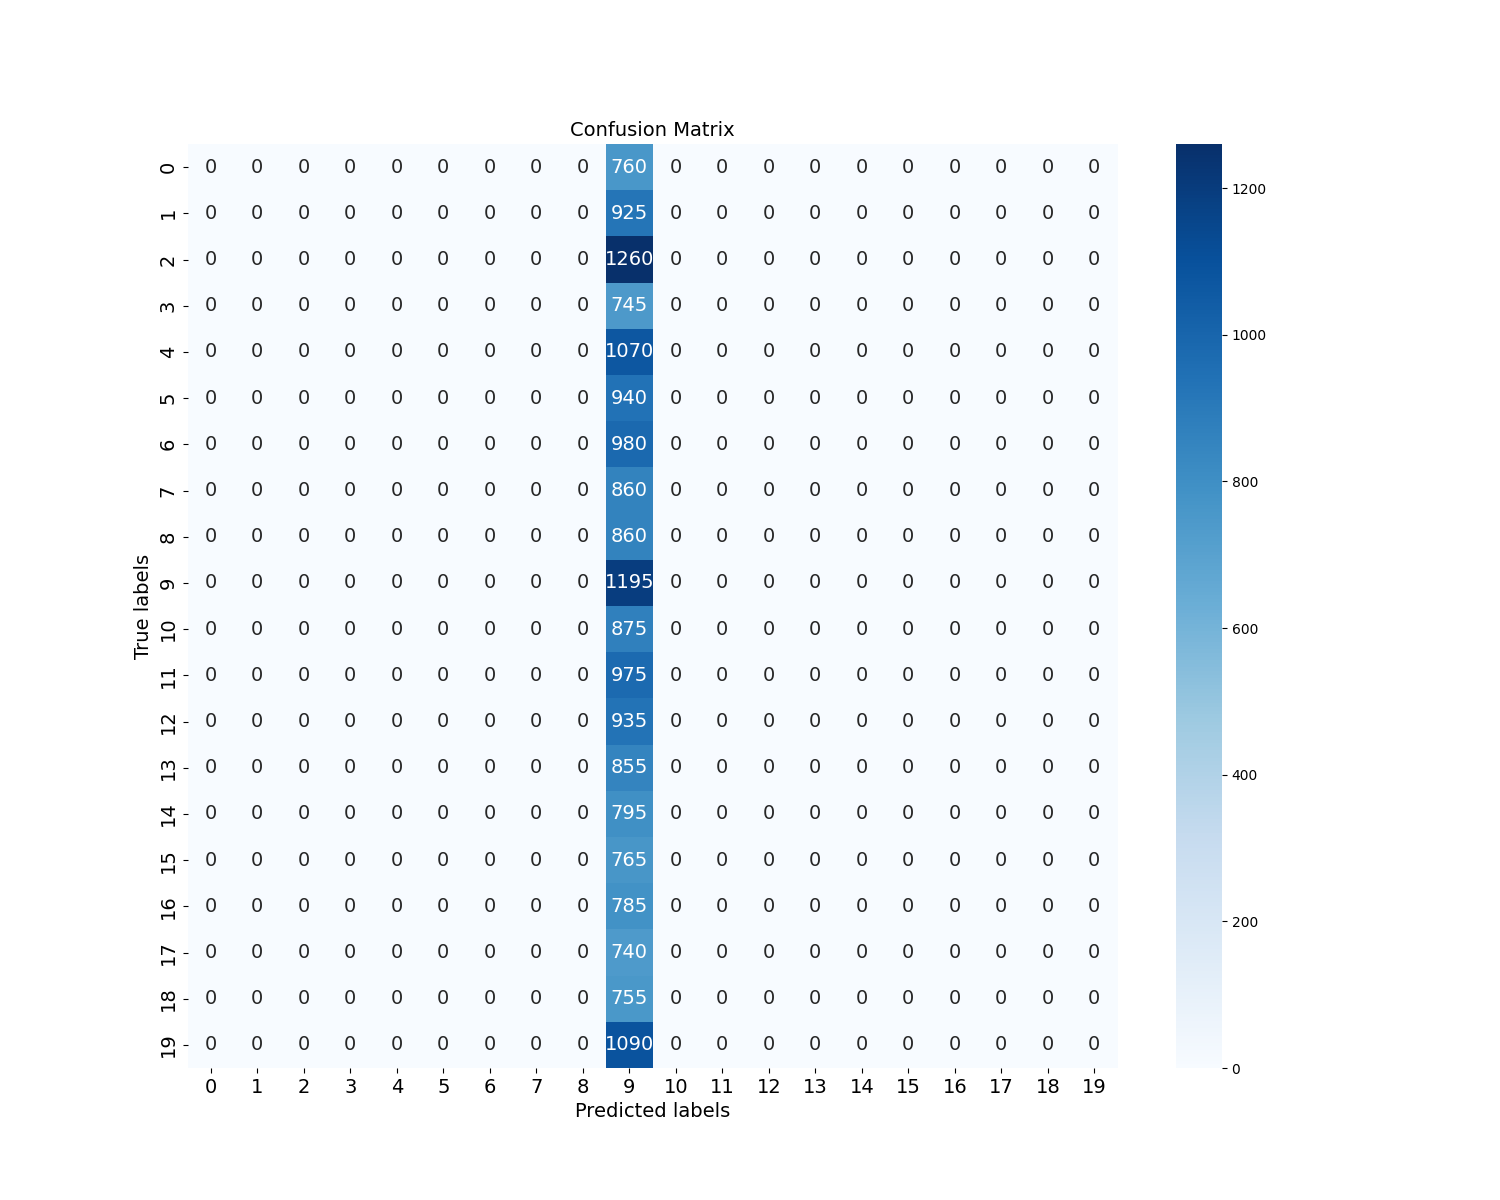 Confusion Matrix
0 0 0 0 0 0 0 0 0 0 760 0 0 0 0 0 0 0 0 0 0
1 0 0 0 0 0 0 0 0 0 925 0 0 0 0 0 0 0 0 0 0
2 0 0 0 0 0 0 0 0 0 1260 0 0 0 0 0 0 0 0 0 0
3 0 0 0 0 0 0 0 0 0 745 0 0 0 0 0 0 0 0 0 0
4 0 0 0 0 0 0 0 0 0 1070 0 0 0 0 0 0 0 0 0 0
5 0 0 0 0 0 0 0 0 0 940 0 0 0 0 0 0 0 0 0 0
6 0 0 0 0 0 0 0 0 0 980 0 0 0 0 0 0 0 0 0 0
7 0 0 0 0 0 0 0 0 0 860 0 0 0 0 0 0 0 0 0 0
8 0 0 0 0 0 0 0 0 0 860 0 0 0 0 0 0 0 0 0 0
9 0 0 0 0 0 0 0 0 0 1195 0 0 0 0 0 0 0 0 0 0
10 0 0 0 0 0 0 0 0 0 875 0 0 0 0 0 0 0 0 0 0
11 0 0 0 0 0 0 0 0 0 975 0 0 0 0 0 0 0 0 0 0
12 0 0 0 0 0 0 0 0 0 935 0 0 0 0 0 0 0 0 0 0
13 0 0 0 0 0 0 0 0 0 855 0 0 0 0 0 0 0 0 0 0
14 0 0 0 0 0 0 0 0 0 795 0 0 0 0 0 0 0 0 0 0
15 0 0 0 0 0 0 0 0 0 765 0 0 0 0 0 0 0 0 0 0
16 0 0 0 0 0 0 0 0 0 785 0 0 0 0 0 0 0 0 0 0
17 0 0 0 0 0 0 0 0 0 740 0 0 0 0 0 0 0 0 0 0
18 0 0 0 0 0 0 0 0 0 755 0 0 0 0 0 0 0 0 0 0
19 0 0 0 0 0 0 0 0 0 1090 0 0 0 0 0 0 0 0 0 0
0 1 2 3 4 5 6 7 8 9 10 11 12 13 14 15 16 17 18 19
Predicted labels
True labels
1200
1000
800
600
400
200
0